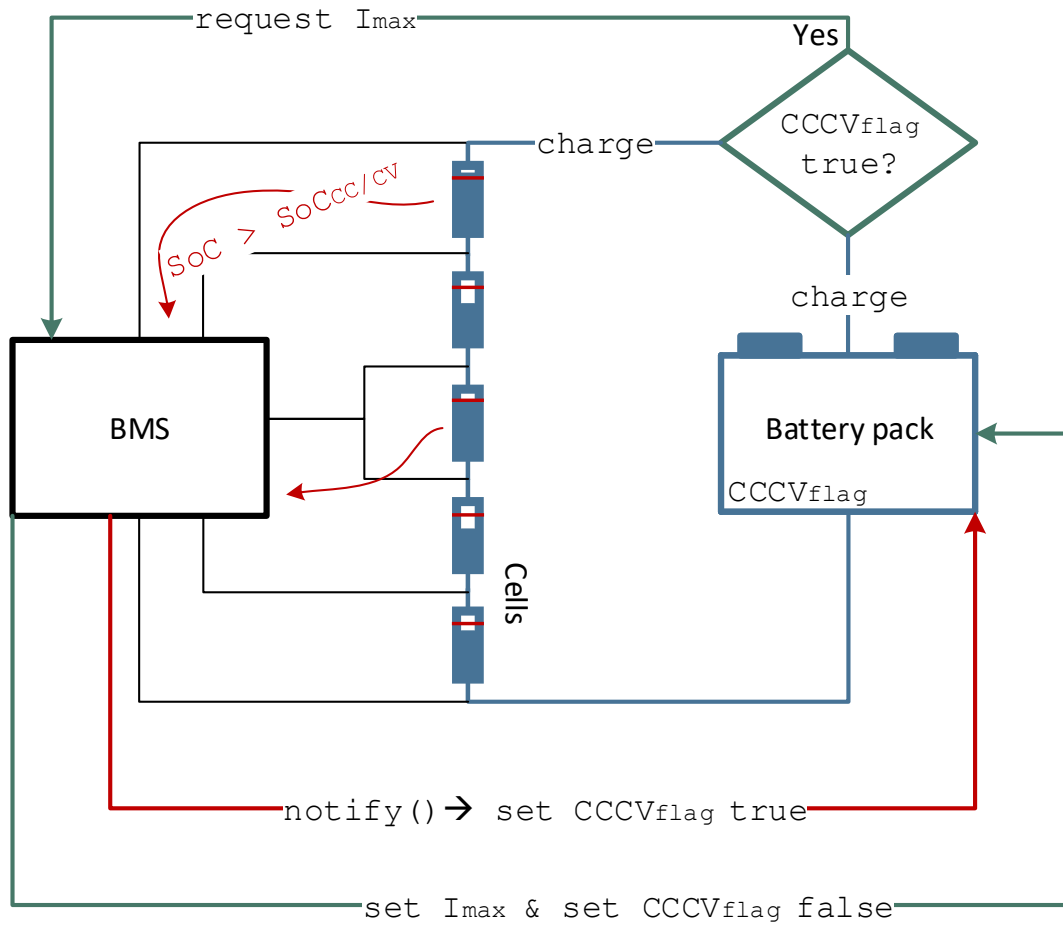 request Imax
Yes
CCCVflag
true?
charge
SoC > SoCCC/CV
charge
BMS
Battery pack
CCCVflag
Cells
notify()→ set CCCVflag true
set Imax & set CCCVflag false